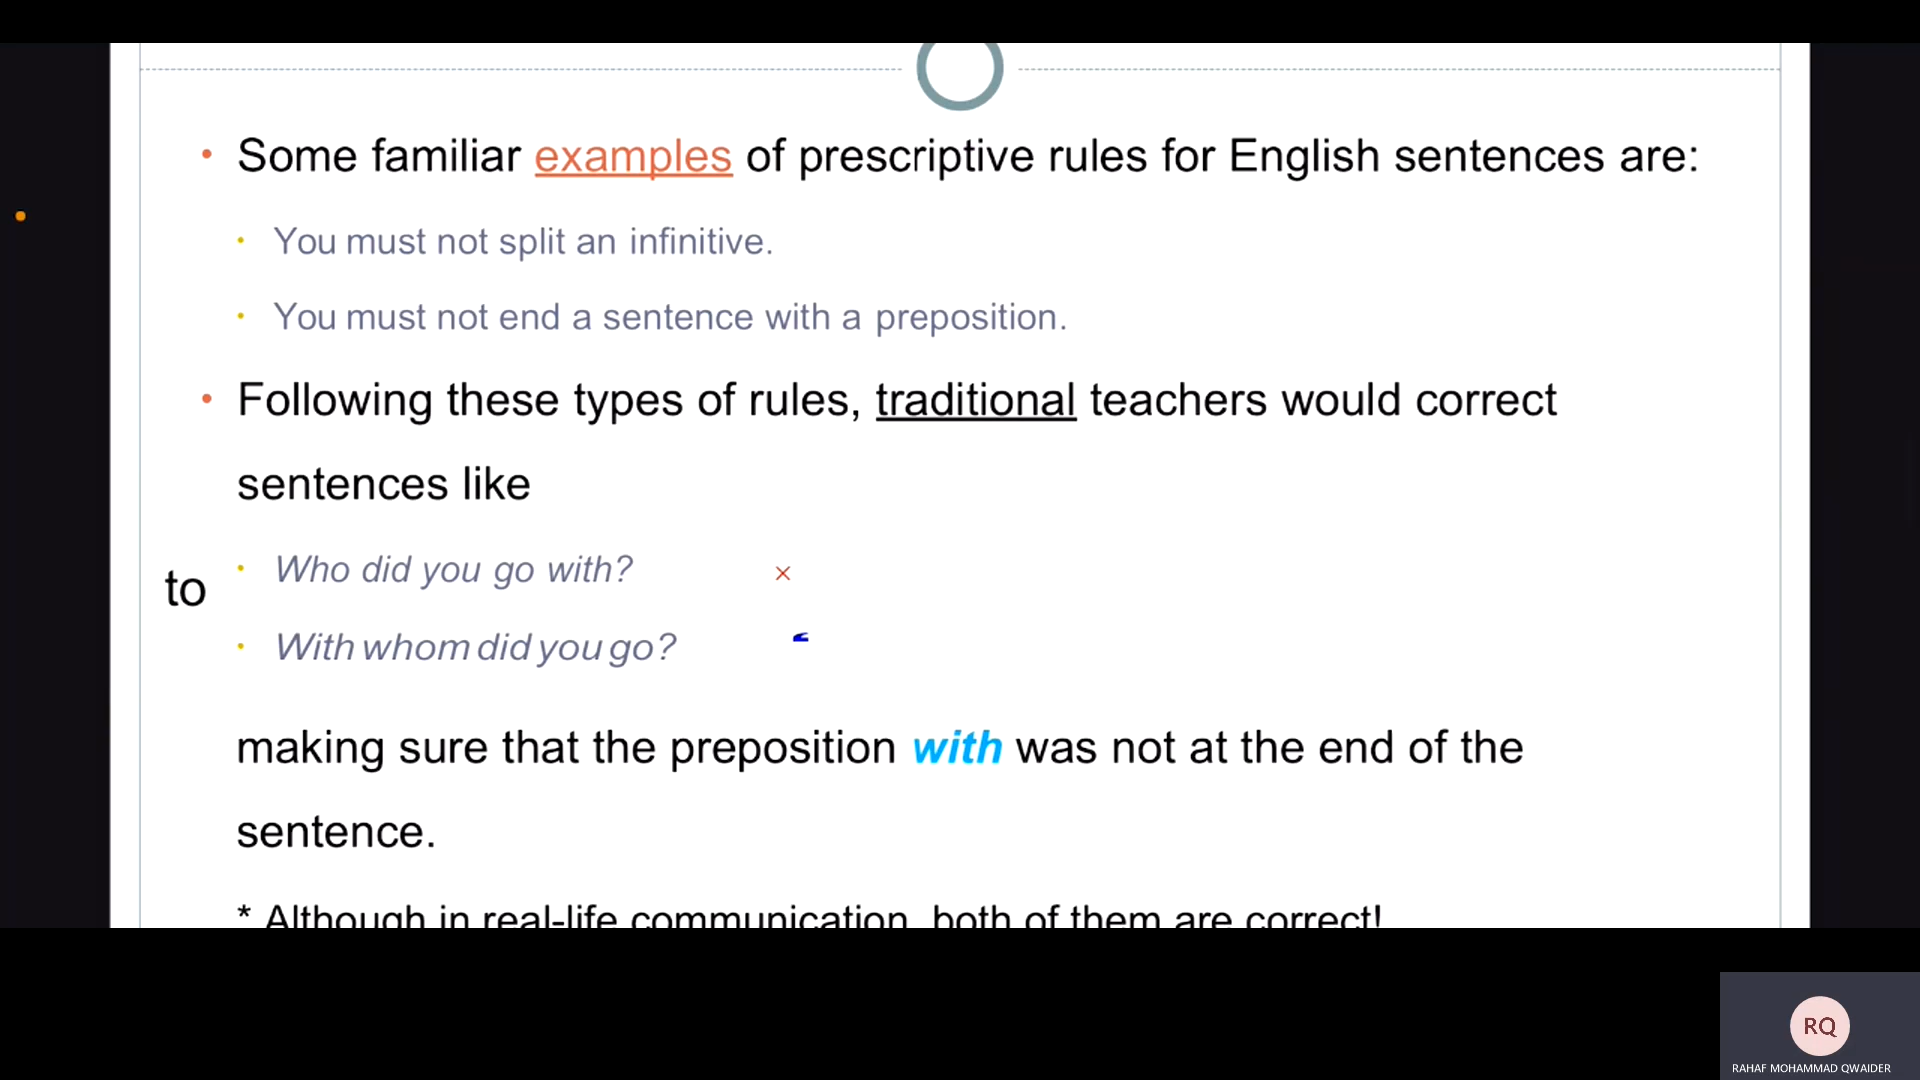 • Some familiar examples of prescriptive rules for English sentences are:
• You must not split an infinitive.
• You must not end a sentence with a preposition.
• Following these types of rules, traditional teachers would correct
sentences like
• Who did you go with? ×
to
• With whom did you go?
making sure that the preposition with was not at the end of the
sentence.
* Although in real-life communication, both of them are correct!
RQ
RAHAF MOHAMMAD QWAIDER